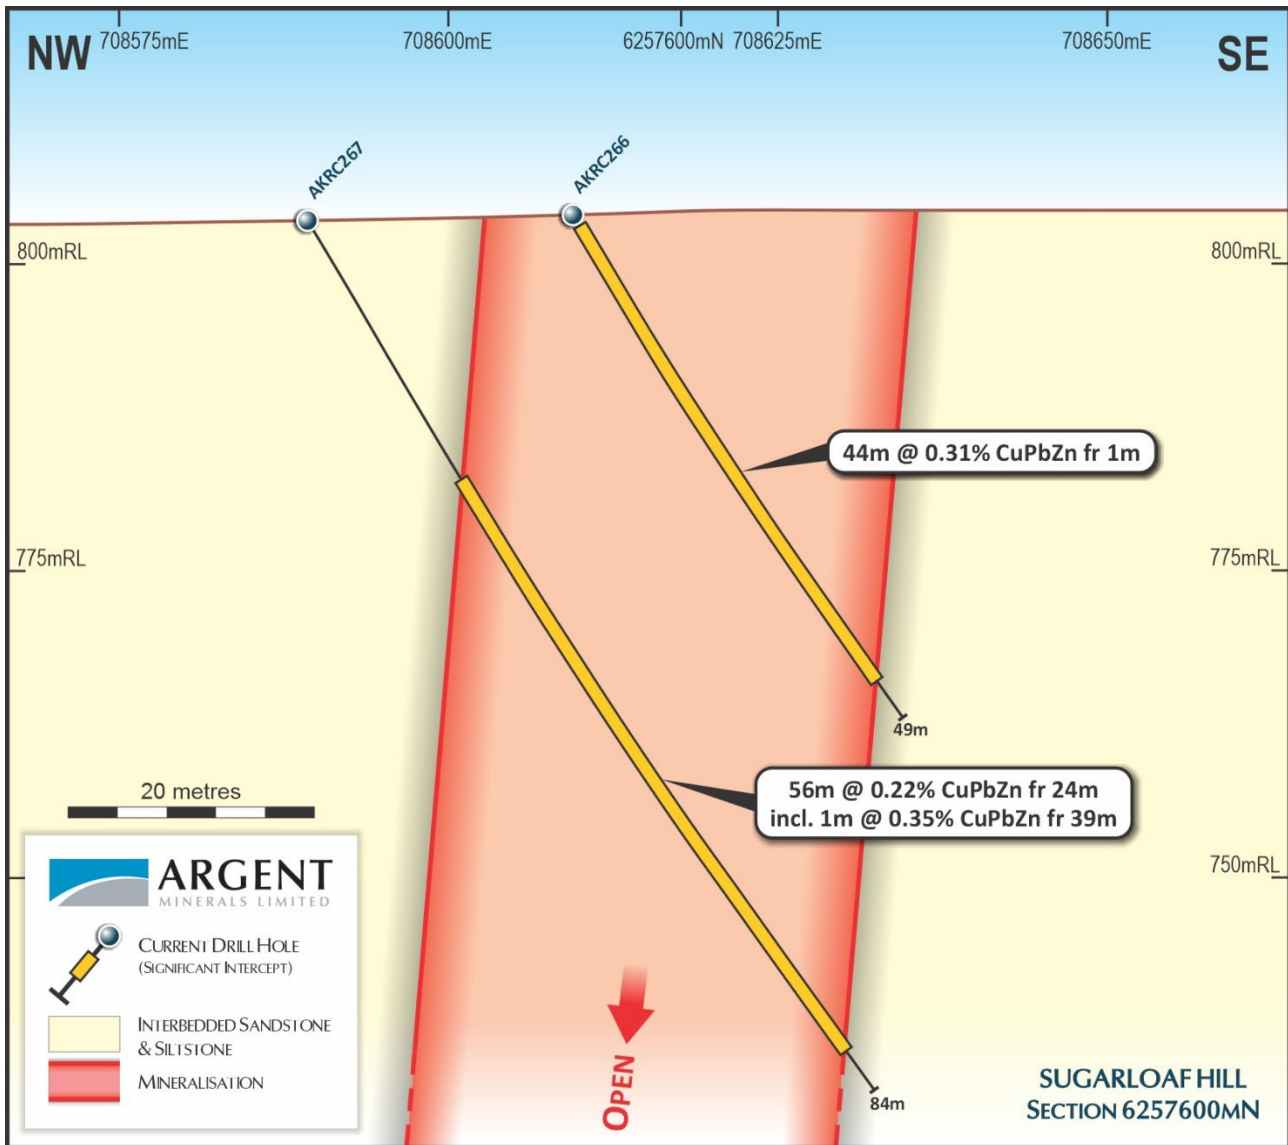 NW
708575mE
708600mE
6257600mN
708625mE
708650mE
SE
AKRC267
AKRC266
800mRL
800mRL
44m @ 0.31% CuPbZn fr 1m
775mRL
775mRL
49m
20 metres
56m @ 0.22% CuPbZn fr 24m
incl. 1m @ 0.35% CuPbZn fr 39m
750mRL
ARGENT
MINERALS LIMITED
CURRENT DRILL HOLE
(SIGNIFICANT INTERCEPT)
INTERBEDDED SANDSTONE
& SILTSTONE
MINERALISATION
OPEN
84m
SUGARLOAF HILL
SECTION 6257600MN